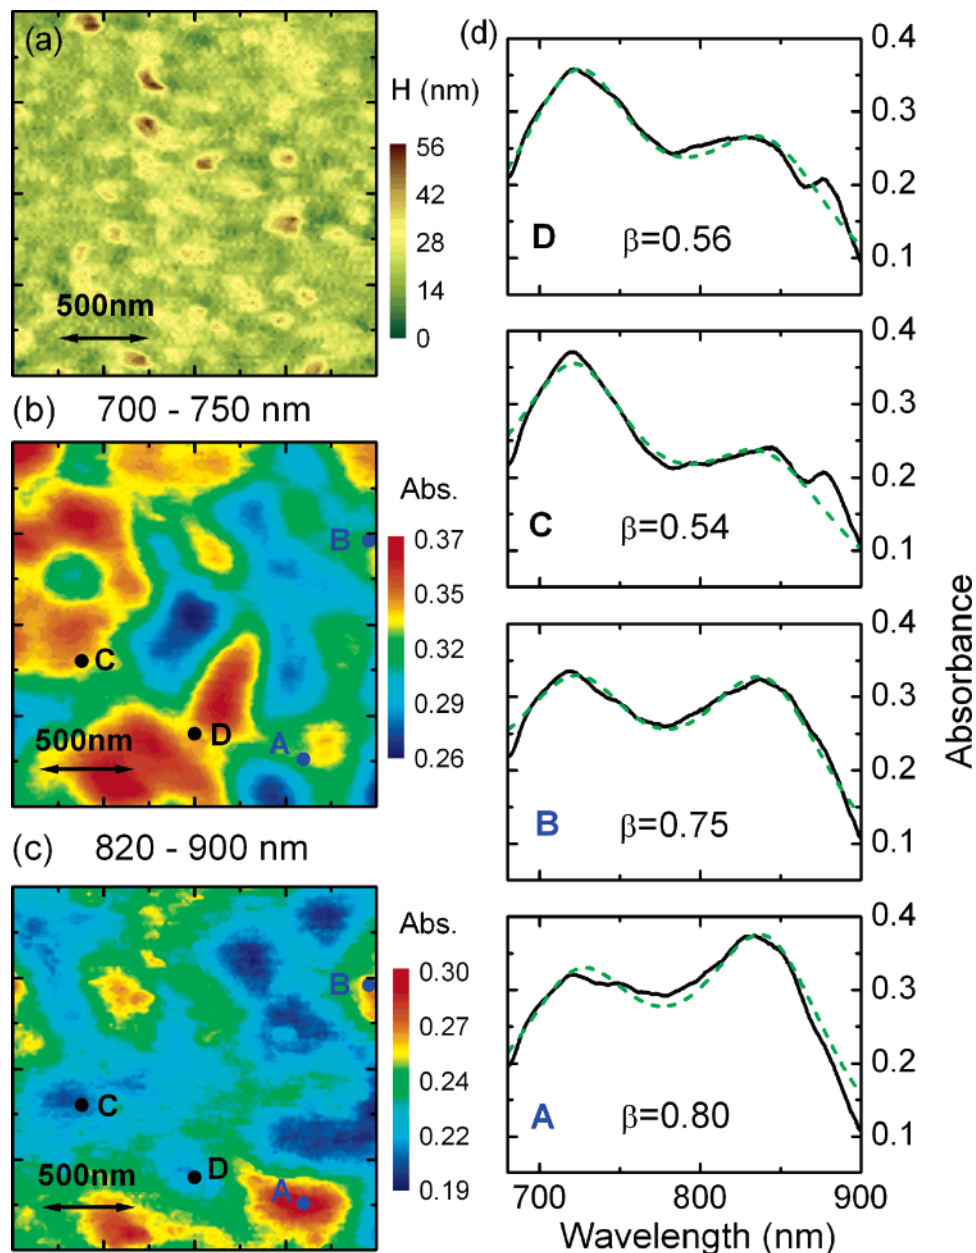 (a)
H (nm)
56
42
28
14
0
500nm
(b) 700 - 750 nm
Abs.
0.37
0.35
0.32
0.29
0.26
B
C
D
A
500nm
(c) 820 - 900 nm
Abs.
0.30
0.27
0.24
0.22
0.19
B
C
D
A
500nm
(d)
0.4
0.3
0.2
0.1
D β=0.56
0.4
0.3
0.2
0.1
C β=0.54
0.4
0.3
0.2
0.1
B β=0.75
0.4
0.3
0.2
0.1
A β=0.80
700 800 900
Wavelength (nm)
Absorbance